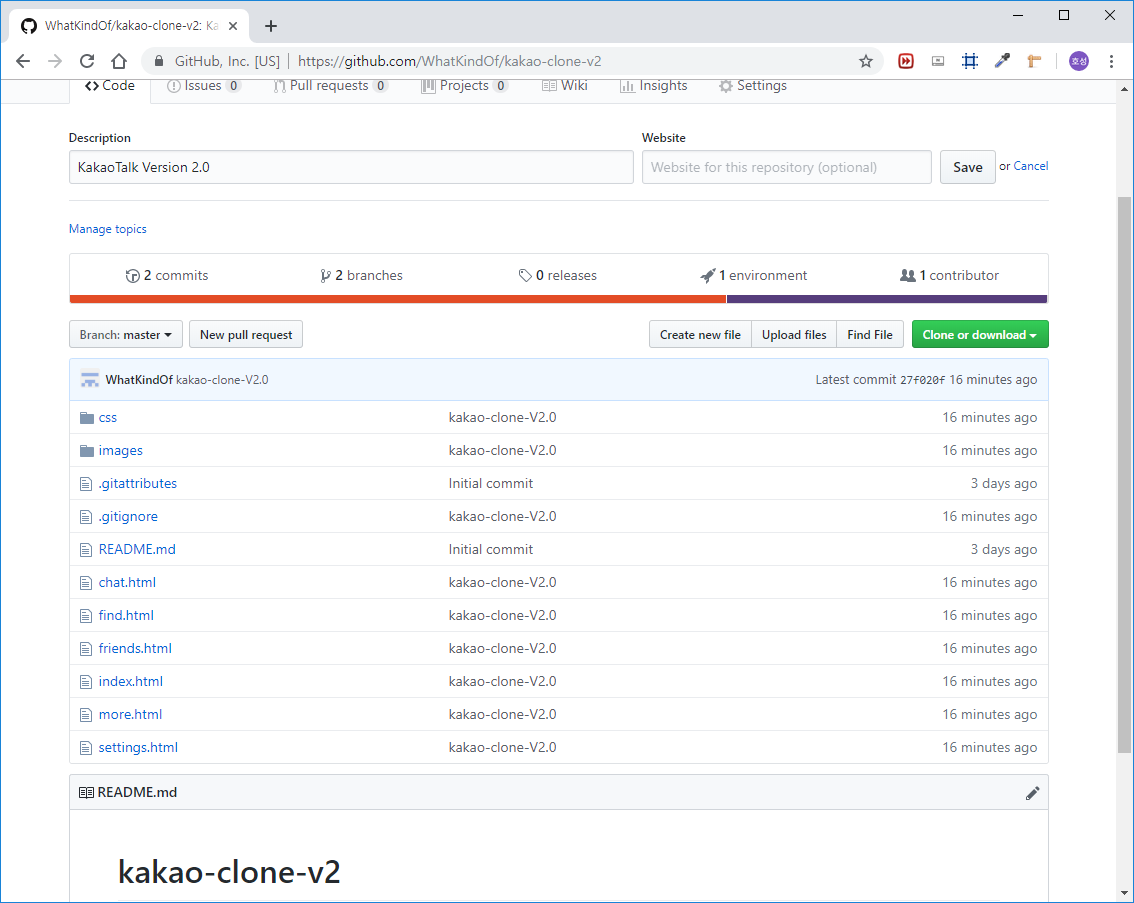 WhatKindOf/kakao-clone-v2: Ka
GitHub, Inc. [US] https://github.com/WhatKindOf/kakao-clone-v2
호성
Code Issues 0 Pull requests 0 Projects 0 Wiki Insights Settings
Description Website
KakaoTalk Version 2.0 Website for this repository (optional) Save or Cancel
Manage topics
2 commits 2 branches 0 releases 1 environment 1 contributor
Branch: master New pull request Create new file Upload files Find File Clone or download
WhatKindOf kakao-clone-V2.0 Latest commit 27f020f 16 minutes ago
css kakao-clone-V2.0 16 minutes ago
images kakao-clone-V2.0 16 minutes ago
.gitattributes Initial commit 3 days ago
.gitignore kakao-clone-V2.0 16 minutes ago
README.md Initial commit 3 days ago
chat.html kakao-clone-V2.0 16 minutes ago
find.html kakao-clone-V2.0 16 minutes ago
friends.html kakao-clone-V2.0 16 minutes ago
index.html kakao-clone-V2.0 16 minutes ago
more.html kakao-clone-V2.0 16 minutes ago
settings.html kakao-clone-V2.0 16 minutes ago
README.md
kakao-clone-v2